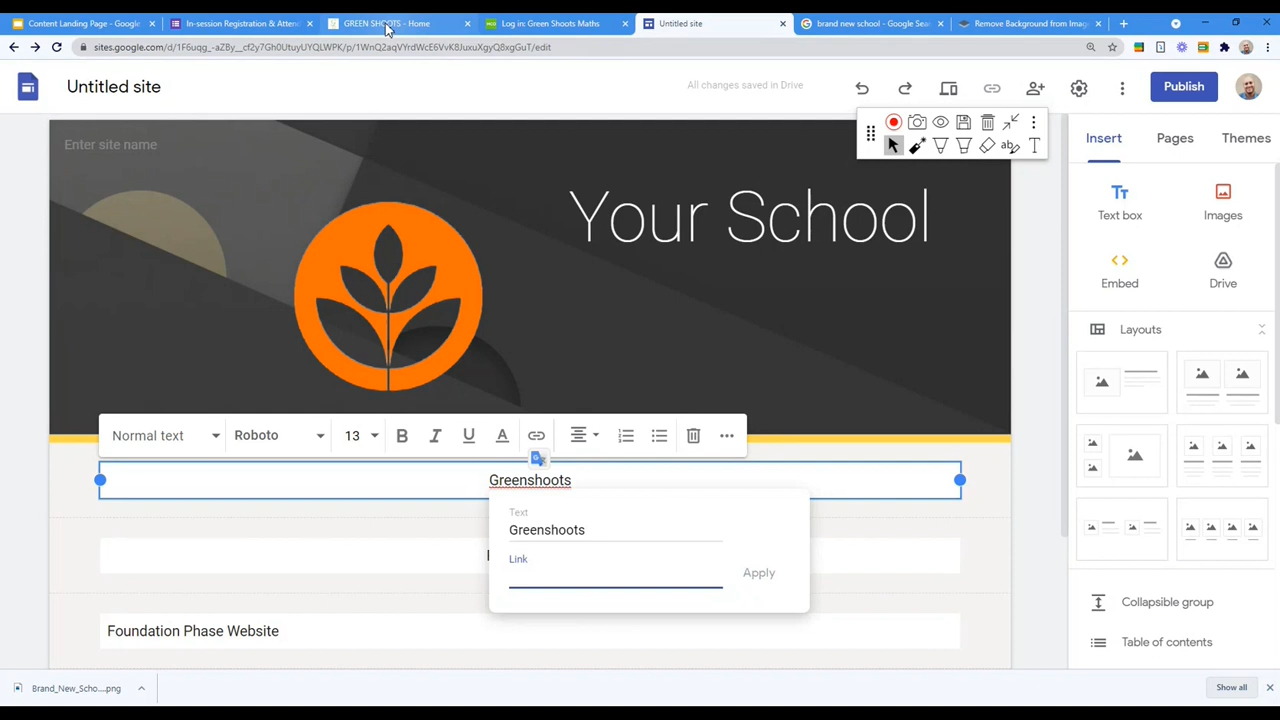 Content Landing Page - Google
In-session Registration & Attend
GREEN SHOOTS - Home
Log in: Green Shoots Maths
Untitled site
brand new school - Google Sea
Remove Background from Imag
sites.google.com/d/1F6uqg_-aZBy__cf2y7Gh0UtuyUYQLWPK/p/1WnQ2aqVYrdWcE6VvK8JuxuXgyQ8xgGuT/edit
Untitled site
All changes saved in Drive
Publish
Enter site name
Your School
Insert
Pages
Themes
Text box
Images
Embed
Drive
Layouts
Normal text
Roboto
13
Greenshoots
Text
Greenshoots
Link
Apply
Foundation Phase Website
Collapsible group
Table of contents
Brand_New_Scho....png
Show all